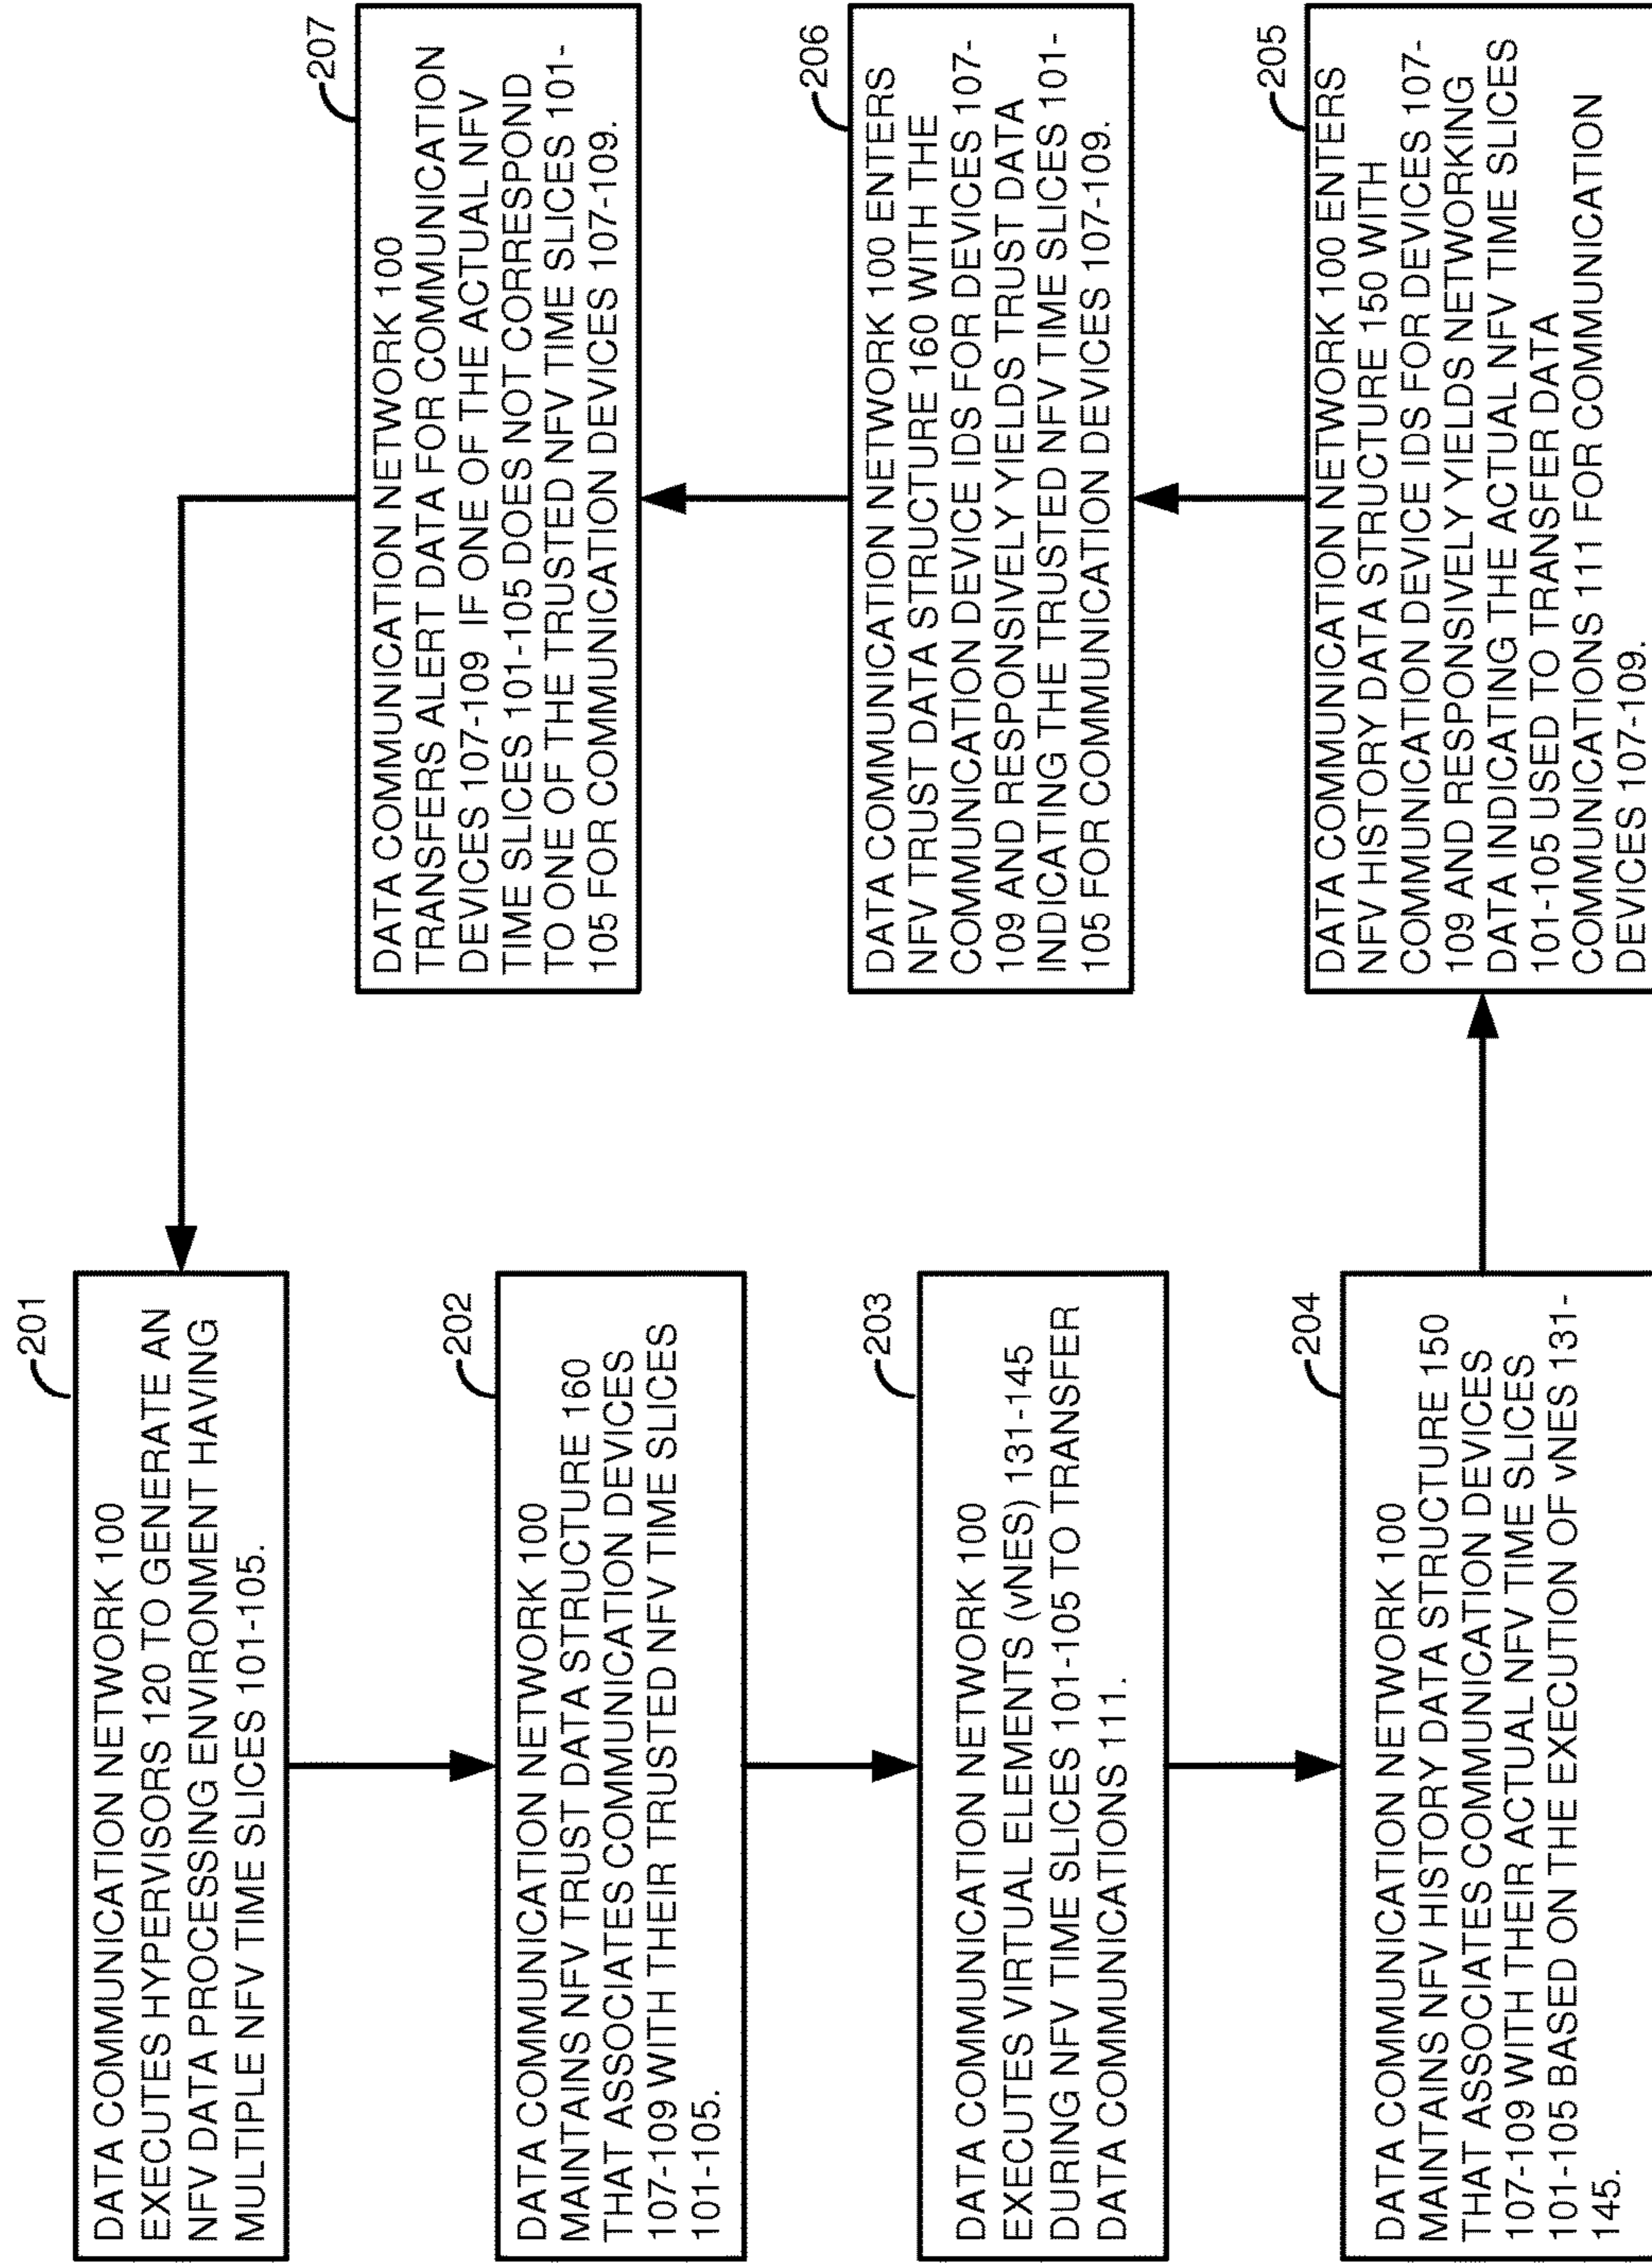 201
DATA COMMUNICATION NETWORK 100
EXECUTES HYPERVISORS 120 TO GENERATE AN
NFV DATA PROCESSING ENVIRONMENT HAVING
MULTIPLE NFV TIME SLICES 101-105.
202
DATA COMMUNICATION NETWORK 100
MAINTAINS NFV TRUST DATA STRUCTURE 160
THAT ASSOCIATES COMMUNICATION DEVICES
107-109 WITH THEIR TRUSTED NFV TIME SLICES
101-105.
203
DATA COMMUNICATION NETWORK 100
EXECUTES VIRTUAL ELEMENTS (vNES) 131-145
DURING NFV TIME SLICES 101-105 TO TRANSFER
DATA COMMUNICATIONS 111.
204
DATA COMMUNICATION NETWORK 100
MAINTAINS NFV HISTORY DATA STRUCTURE 150
THAT ASSOCIATES COMMUNICATION DEVICES
107-109 WITH THEIR ACTUAL NFV TIME SLICES
101-105 BASED ON THE EXECUTION OF vNES 131-
145.
205
DATA COMMUNICATION NETWORK 100 ENTERS
NFV HISTORY DATA STRUCTURE 150 WITH
COMMUNICATION DEVICE IDS FOR DEVICES 107-
109 AND RESPONSIVELY YIELDS NETWORKING
DATA INDICATING THE ACTUAL NFV TIME SLICES
101-105 USED TO TRANSFER DATA
COMMUNICATIONS 111 FOR COMMUNICATION
DEVICES 107-109.
206
DATA COMMUNICATION NETWORK 100 ENTERS
NFV TRUST DATA STRUCTURE 160 WITH THE
COMMUNICATION DEVICE IDS FOR DEVICES 107-
109 AND RESPONSIVELY YIELDS TRUST DATA
INDICATING THE TRUSTED NFV TIME SLICES 101-
105 FOR COMMUNICATION DEVICES 107-109.
207
DATA COMMUNICATION NETWORK 100
TRANSFERS ALERT DATA FOR COMMUNICATION
DEVICES 107-109 IF ONE OF THE ACTUAL NFV
TIME SLICES 101-105 DOES NOT CORRESPOND
TO ONE OF THE TRUSTED NFV TIME SLICES 101-
105 FOR COMMUNICATION DEVICES 107-109.